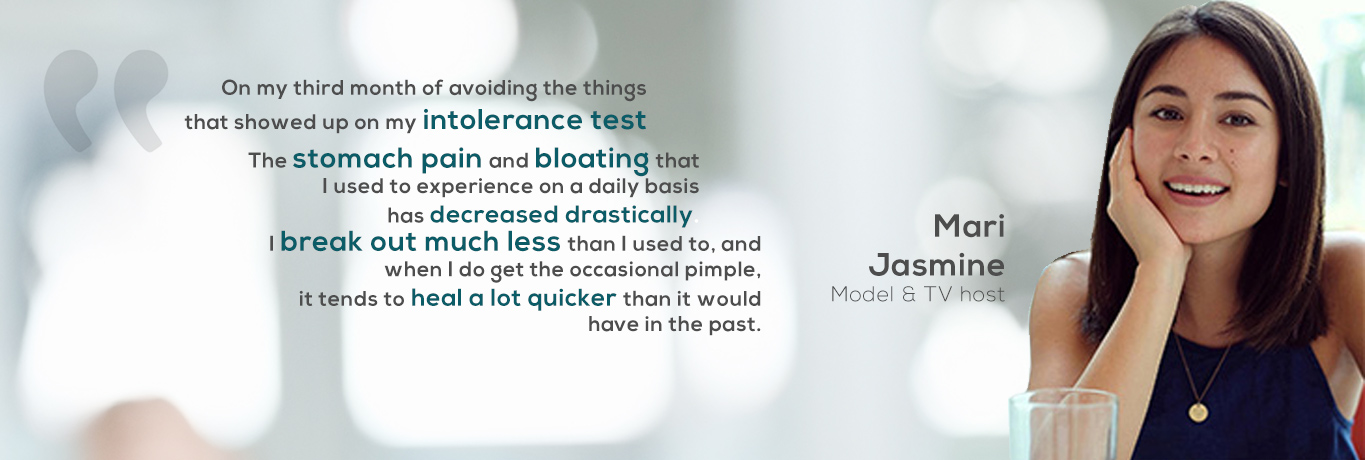 On my third month of avoiding the things
that showed up on my intolerance test
The stomach pain and bloating that
I used to experience on a daily basis
has decreased drastically.
I break out much less than I used to, and
when I do get the occasional pimple,
it tends to heal a lot quicker than it would
have in the past.
Mari
Jasmine
Model & TV host